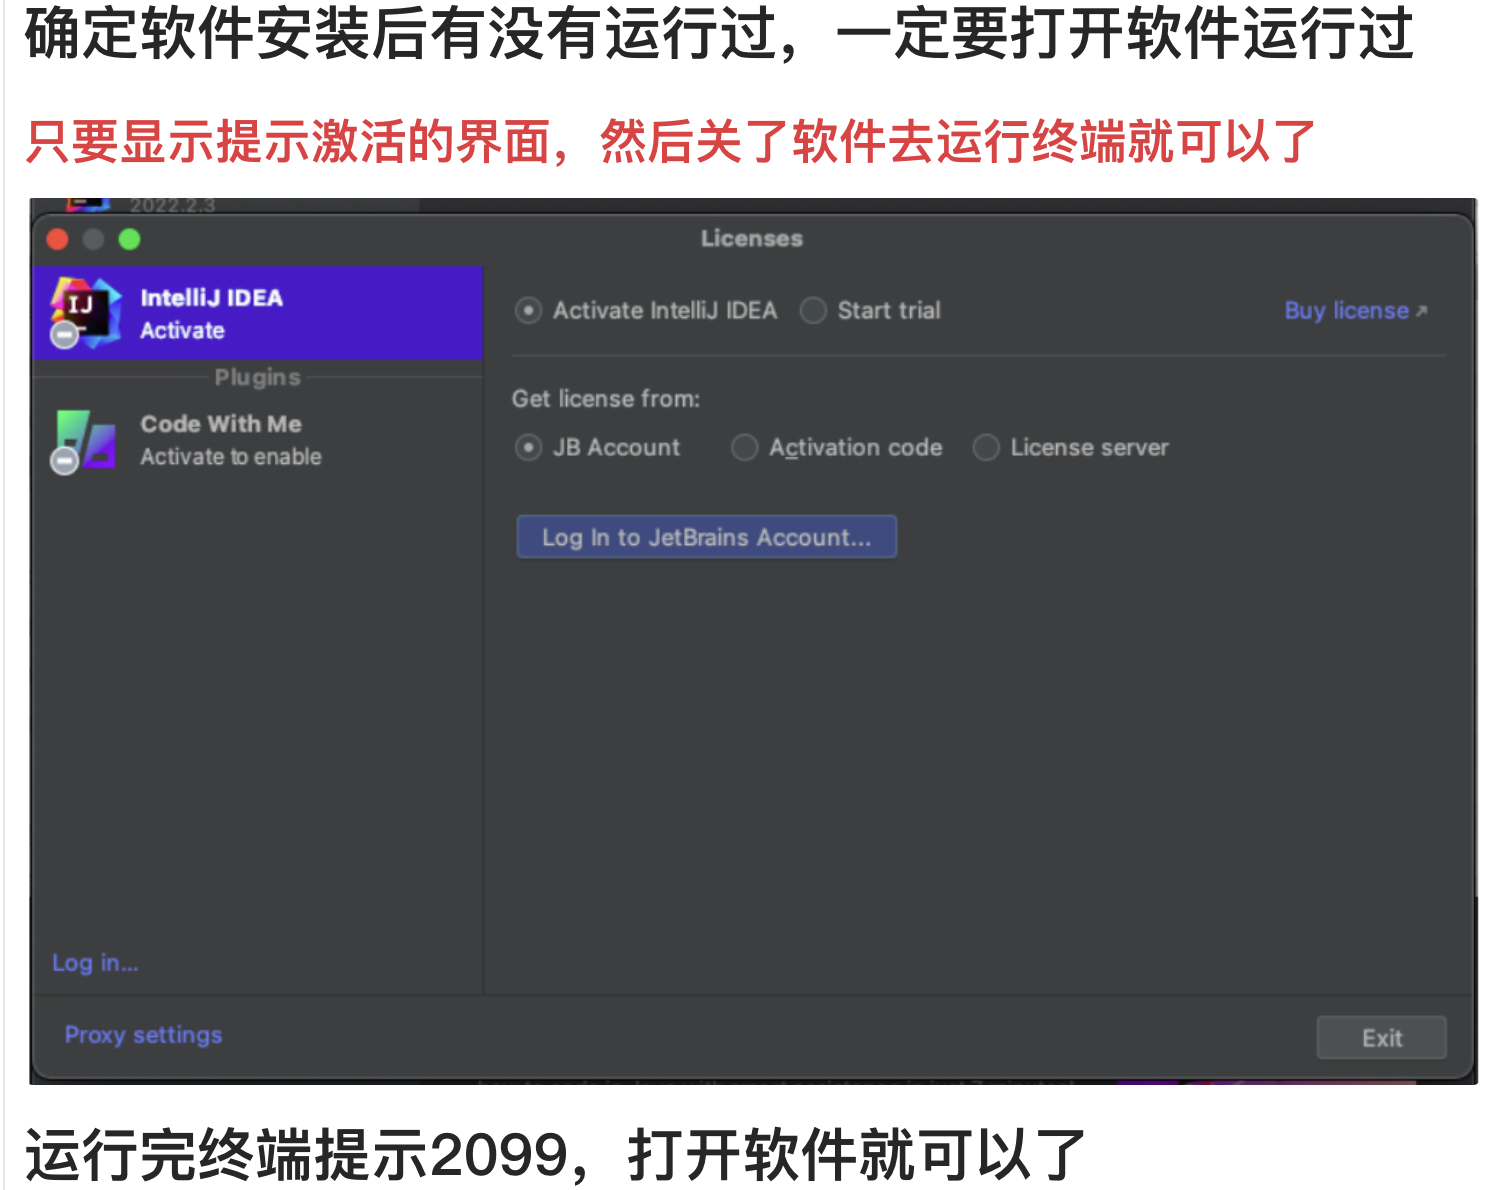 确定软件安装后有没有运行过，一定要打开软件运行过
只要显示提示激活的界面，然后关了软件去运行终端就可以了
2022.2.3
Licenses
IJ
IntelliJ IDEA
Activate
Activate IntelliJ IDEA
Start trial
Buy license
Plugins
Get license from:
Code With Me
Activate to enable
JB Account
Activation code
License server
Log In to JetBrains Account...
Log in...
Proxy settings
Exit
运行完终端提示2099，打开软件就可以了